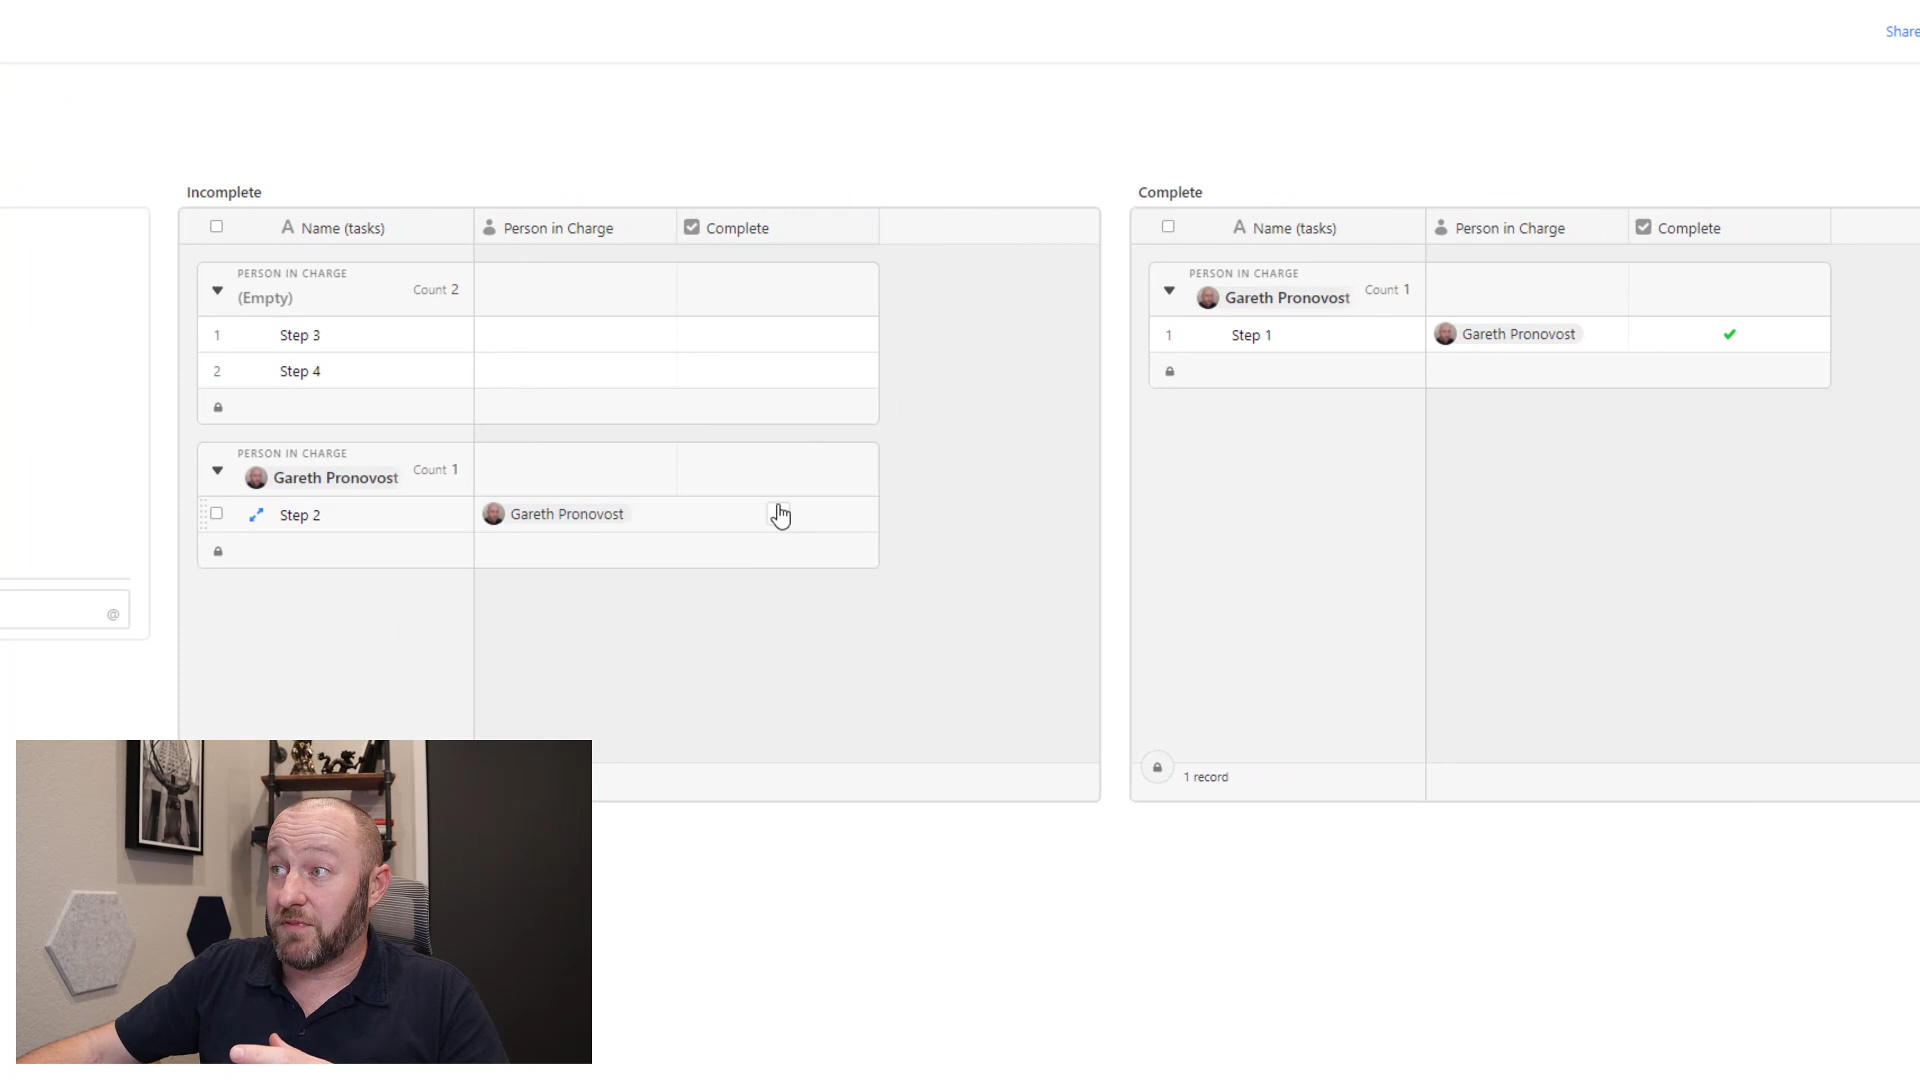 Share
Incomplete
Name (tasks) Person in Charge Complete
PERSON IN CHARGE
(Empty) Count 2
1 Step 3
2 Step 4
PERSON IN CHARGE
Gareth Pronovost Count 1
Step 2 Gareth Pronovost
@
Complete
Name (tasks) Person in Charge Complete
PERSON IN CHARGE
Gareth Pronovost Count 1
1 Step 1 Gareth Pronovost
1 record